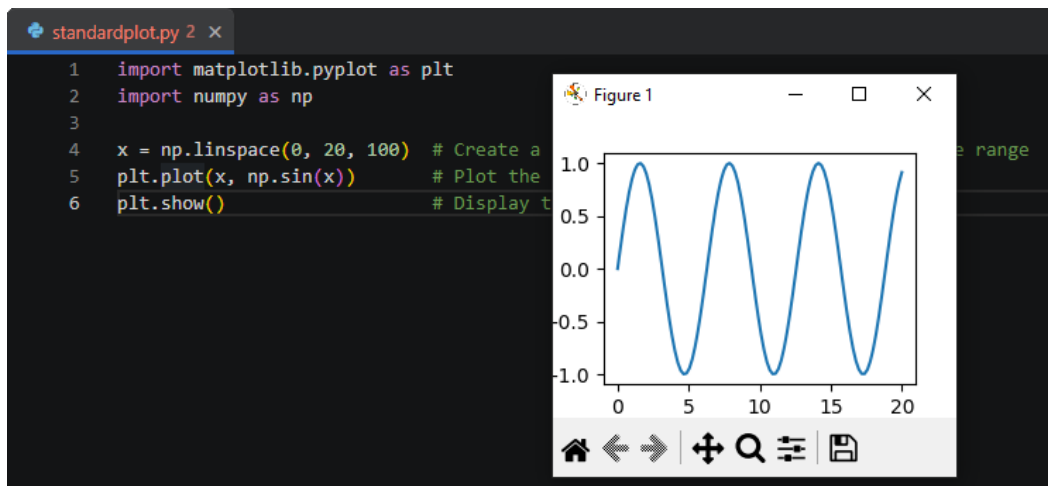 standardplot.py 2 ×
1 import matplotlib.pyplot as plt
2 import numpy as np
3
4 x = np.linspace(0, 20, 100) # Create a
e range
5 plt.plot(x, np.sin(x)) # Plot the
6 plt.show() # Display t
Figure 1
1.0
0.5
0.0
-0.5
-1.0
0 5 10 15 20